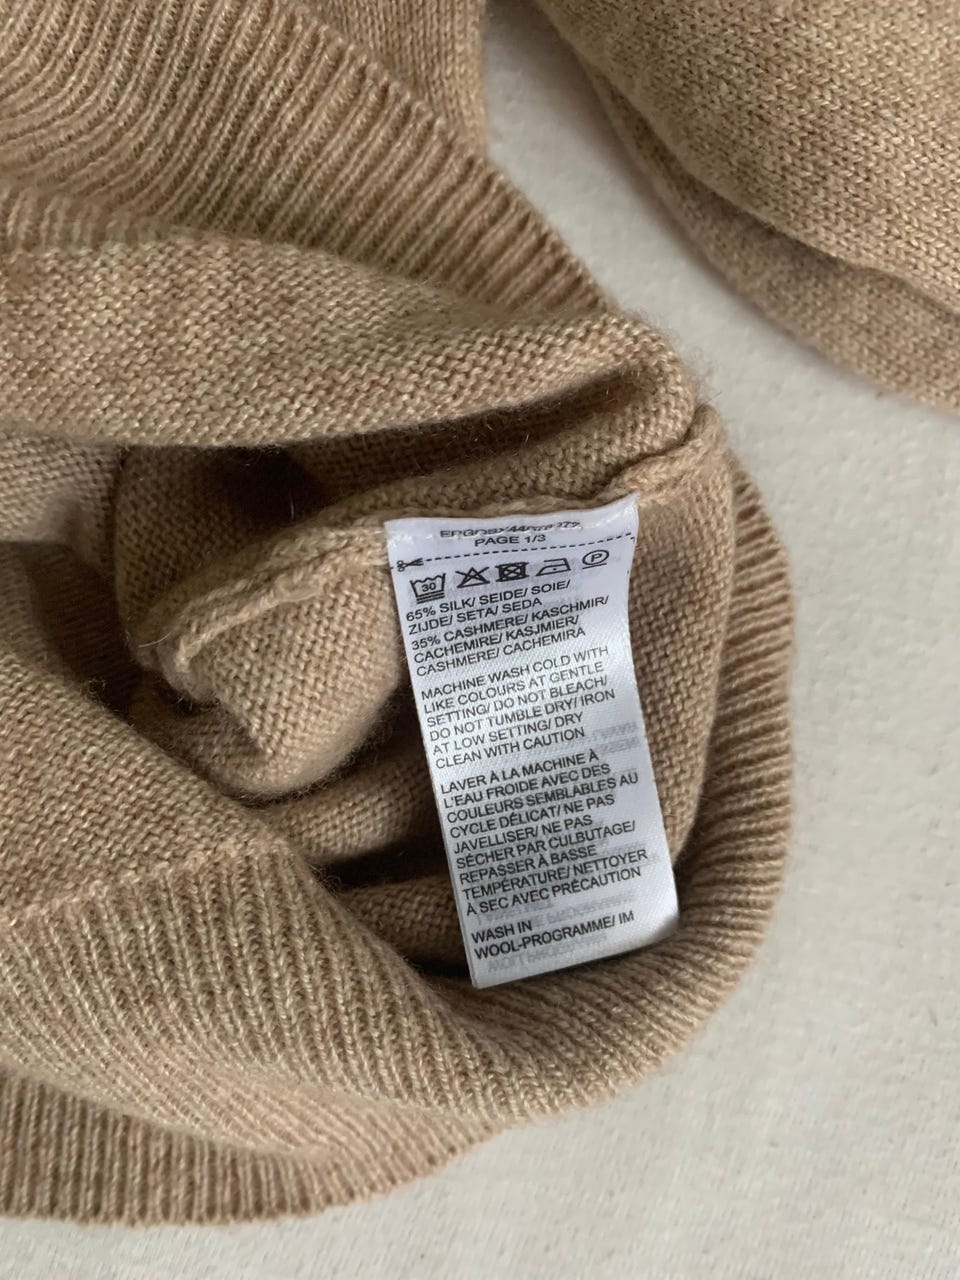 PAGE 1/3
30 P
65% SILK/ SEIDE/ SOIE/
ZIJDE/ SETA/ SEDA
35% CASHMERE/ KASCHMIR/
CACHEMIRE/ KASJMIER/
CASHMERE/ CACHEMIRA
MACHINE WASH COLD WITH
LIKE COLOURS AT GENTLE
SETTING/ DO NOT BLEACH/
DO NOT TUMBLE DRY/ IRON
AT LOW SETTING/ DRY
CLEAN WITH CAUTION
LAVER À LA MACHINE À
L'EAU FROIDE AVEC DES
COULEURS SEMBLABLES AU
CYCLE DÉLICAT/ NE PAS
JAVELLISER/ NE PAS
SÉCHER PAR CULBUTAGE/
REPASSER À BASSE
TEMPÉRATURE/ NETTOYER
À SEC AVEC PRÉCAUTION
WASH IN
WOOL-PROGRAMME/ IM